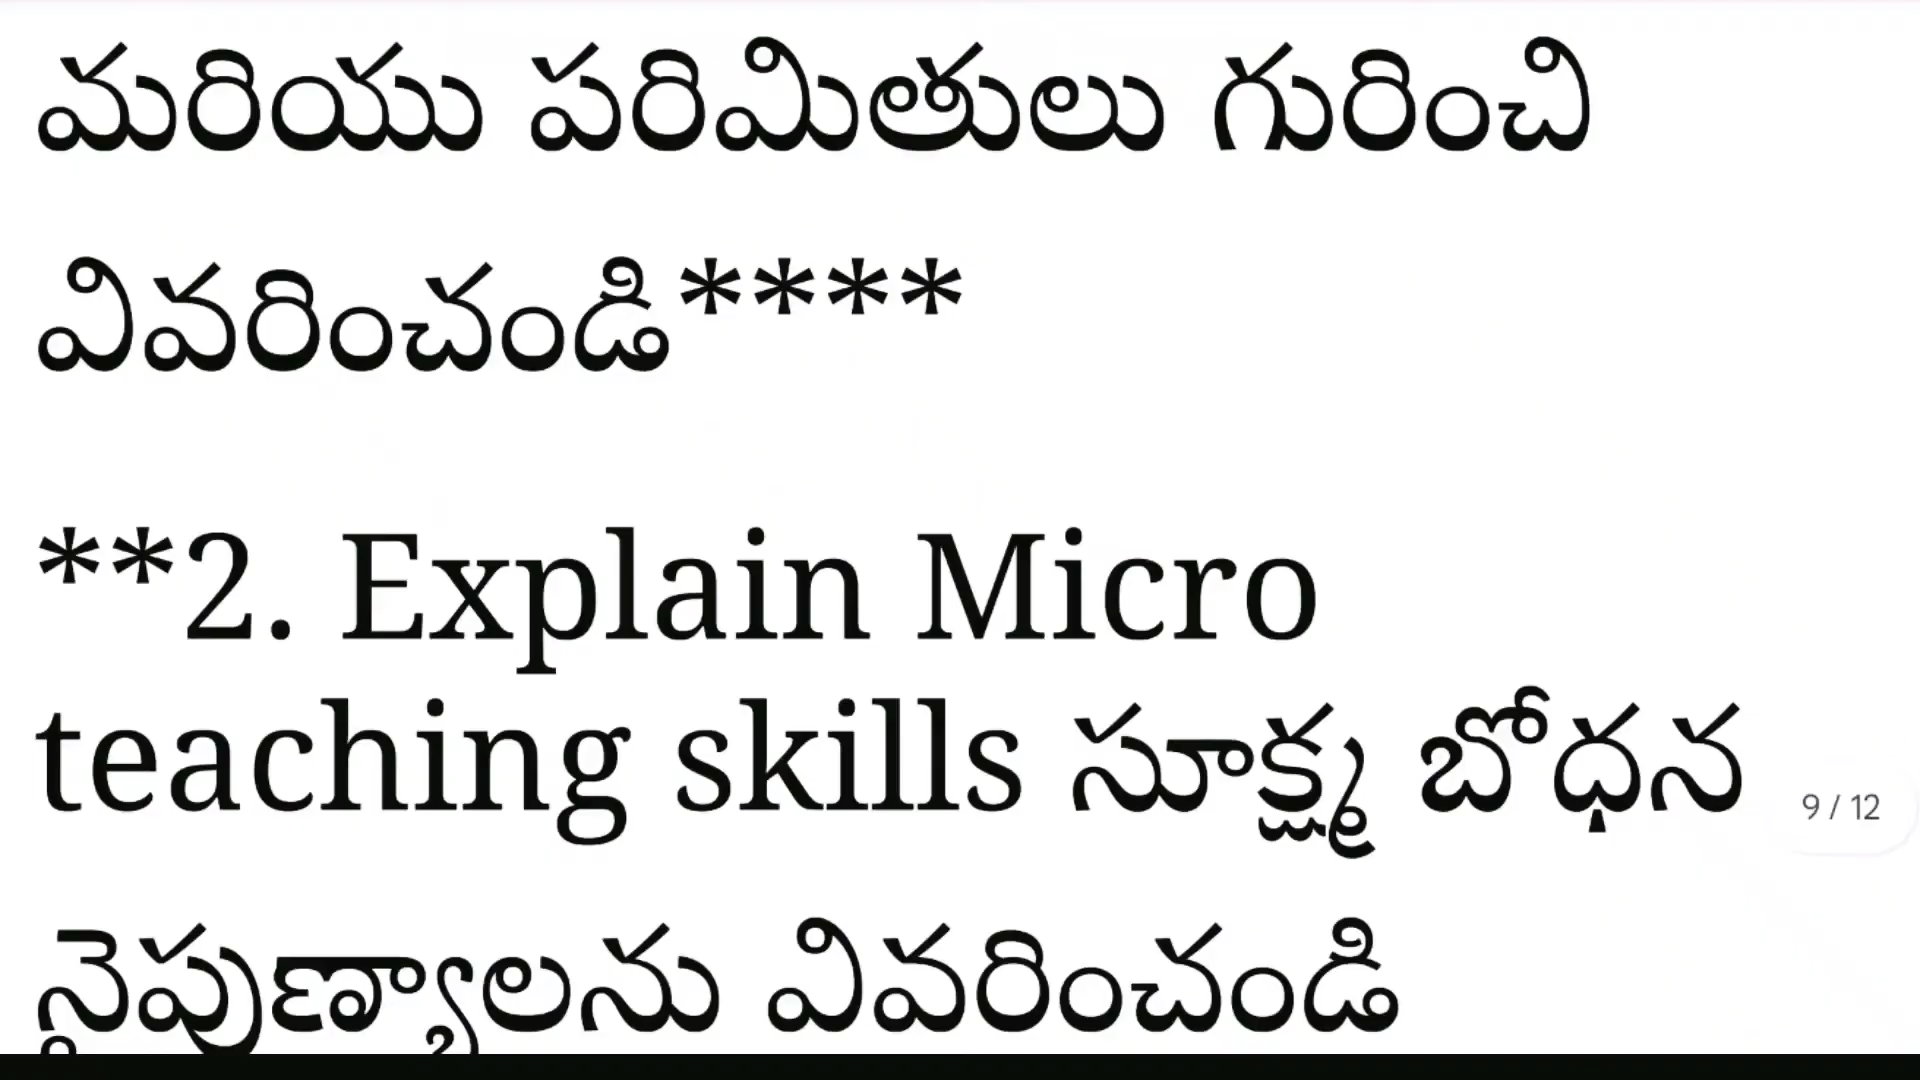 మరియు పరిమితులు గురించి
వివరించండి****
**2. Explain Micro
teaching skills సూక్ష్మ బోధన
9 / 12
నైపుణ్యాలను వివరించండి